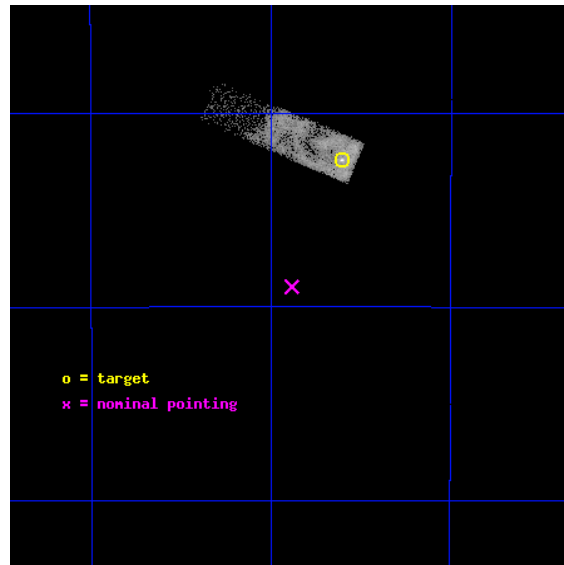 o = target
x = nominal pointing